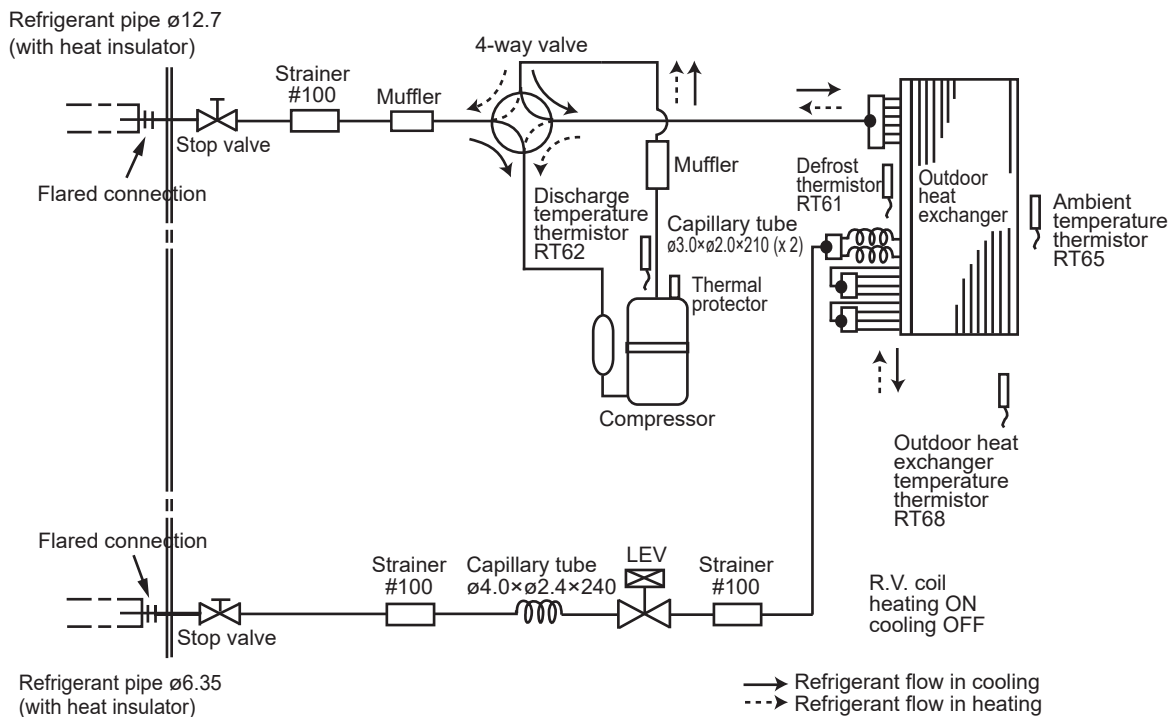 Refrigerant pipe ø12.7
(with heat insulator)
4-way valve
Strainer
#100
Muffler
Stop valve
Flared connection
Muffler
Discharge
temperature
thermistor
RT62
Capillary tube
ø3.0×ø2.0×210 (x 2)
Defrost
thermistor
RT61
Outdoor
heat
exchanger
Ambient
temperature
thermistor
RT65
Thermal
protector
Compressor
Outdoor heat
exchanger
temperature
thermistor
RT68
Flared connection
Strainer
#100
Capillary tube
ø4.0×ø2.4×240
LEV
Strainer
#100
R.V. coil
heating ON
cooling OFF
Stop valve
Refrigerant pipe ø6.35
(with heat insulator)
Refrigerant flow in cooling
Refrigerant flow in heating